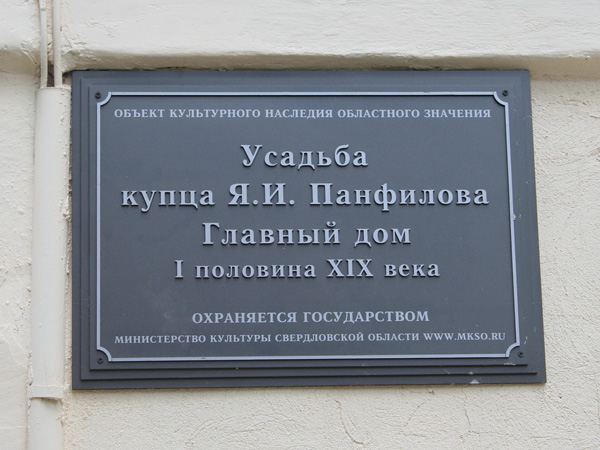 ОБЪЕКТ КУЛЬТУРНОГО НАСЛЕДИЯ ОБЛАСТНОГО ЗНАЧЕНИЯ
Усадьба
купца Я.И. Панфилова
Главный дом
I половина XIX века
ОХРАНЯЕТСЯ ГОСУДАРСТВОМ
МИНИСТЕРСТВО КУЛЬТУРЫ СВЕРДЛОВСКОЙ ОБЛАСТИ WWW.MKSO.RU